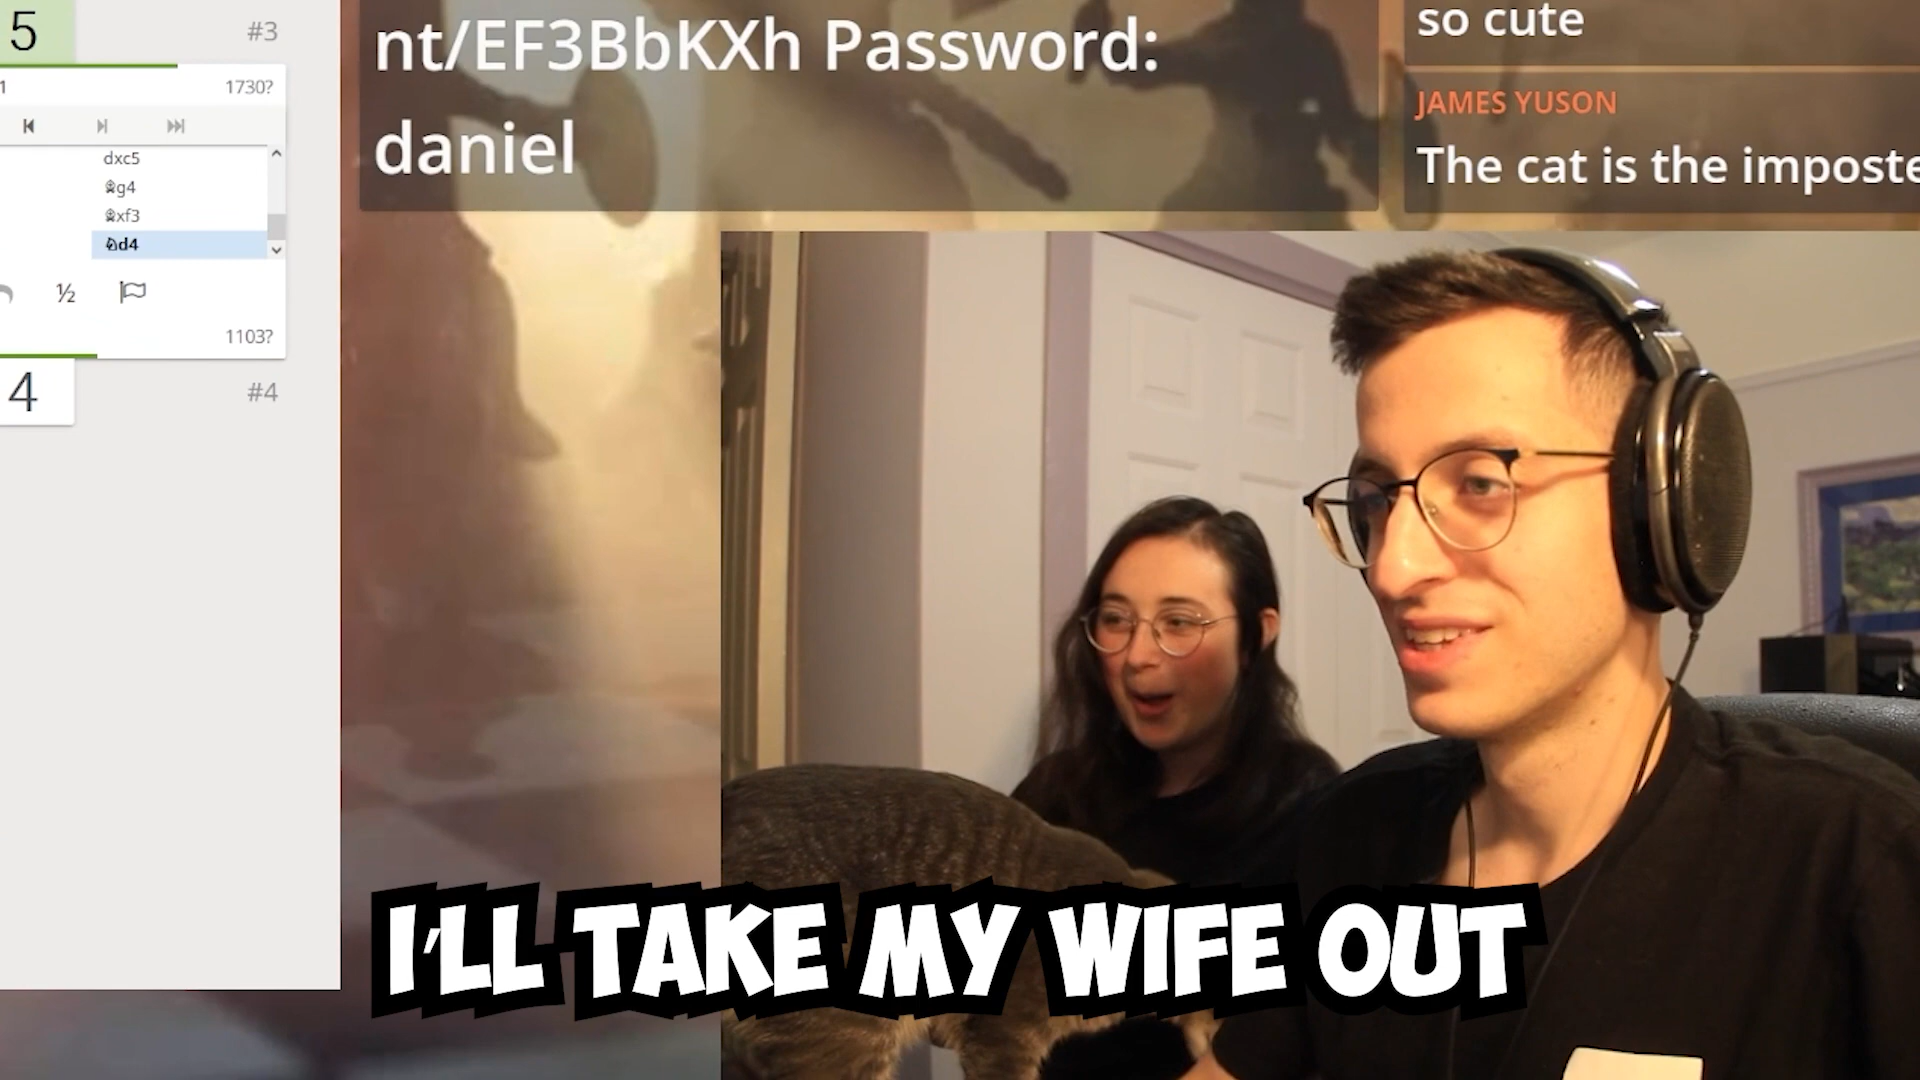 5
#3
1
1730?
dxc5
♗g4
♗xf3
♘d4
½
1103?
4
#4
nt/EF3BbKXh Password:
daniel
so cute
JAMES YUSON
The cat is the imposte
I'LL TAKE MY WIFE OUT